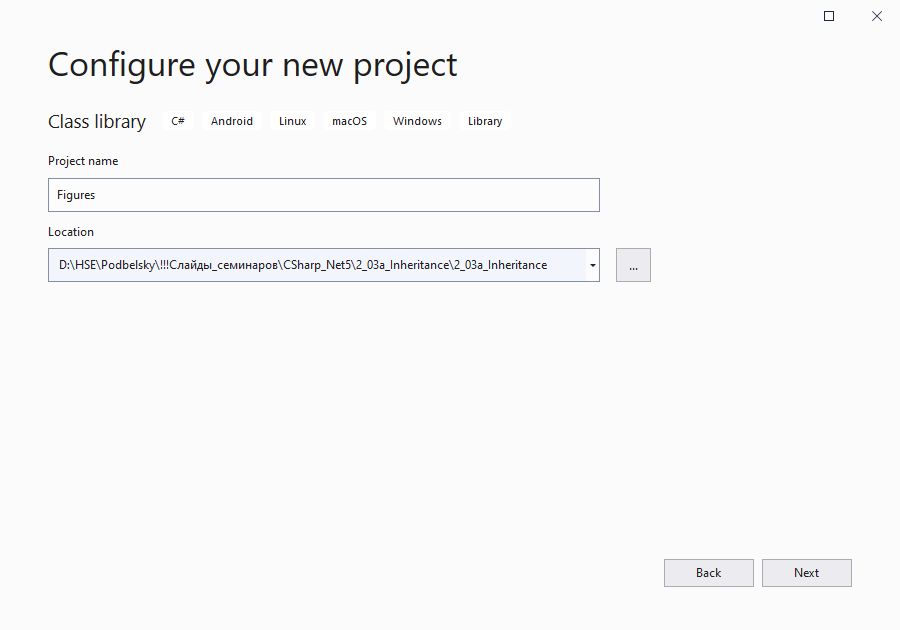 Configure your new project
Class library C# Android Linux macOS Windows Library
Project name
Figures
Location
D:\HSE\Podbelsky\!!!Слайды_семинаров\CSharp_Net5\2_03a_Inheritance\2_03a_Inheritance
...
Back Next